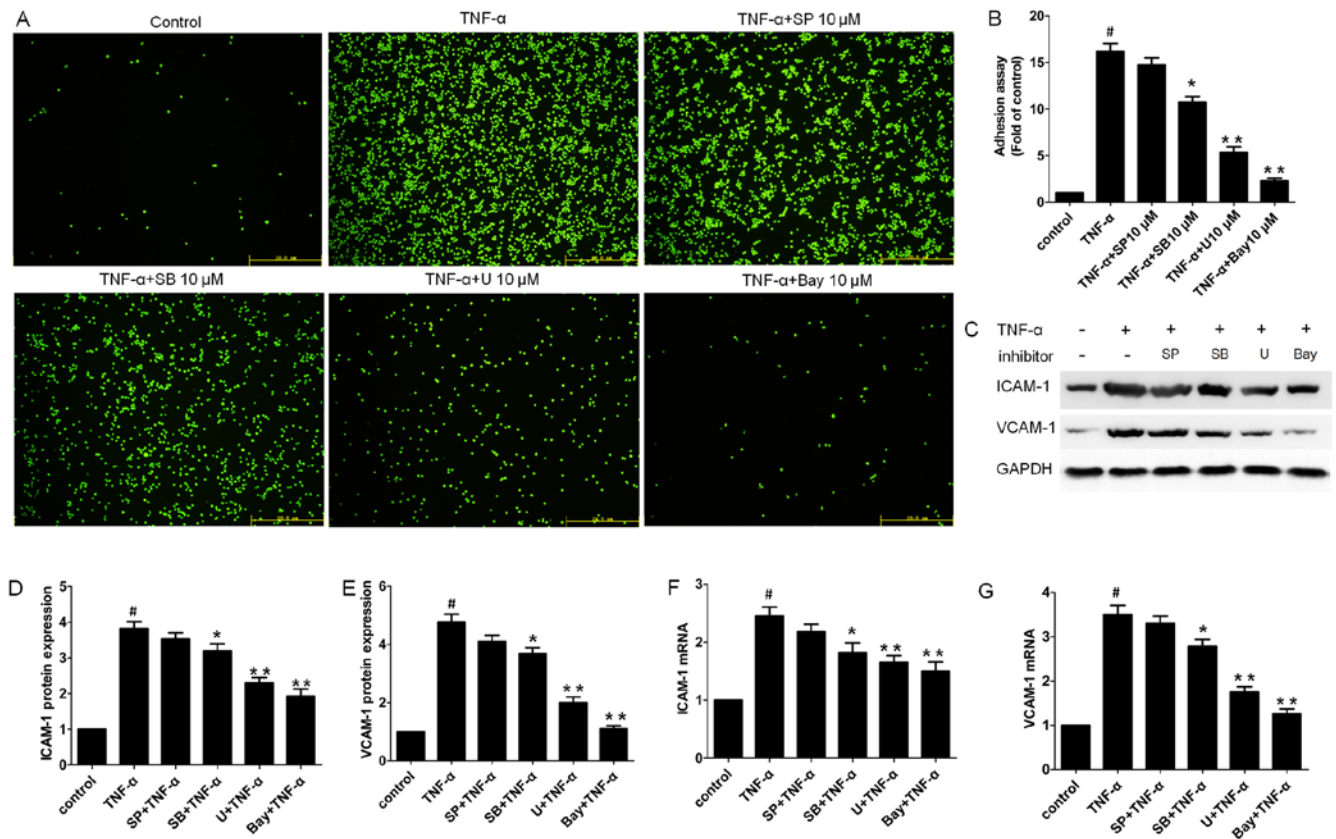 A
Control
TNF-α
TNF-α+SP 10 μM
TNF-α+SB 10 μM
TNF-α+U 10 μM
TNF-α+Bay 10 μM
B
Adhesion assay
(Fold of control)
20
15
10
5
0
#
*
* *
* *
control
TNF-α
TNF-α+SP10 μM
TNF-α+SB10 μM
TNF-α+U10 μM
TNF-α+Bay10 μM
C
TNF-α - + + + + +
inhibitor - - SP SB U Bay
ICAM-1
VCAM-1
GAPDH
D
ICAM-1 protein expression
5
4
3
2
1
0
#
*
* *
* *
control
TNF-α
SP+TNF-α
SB+TNF-α
U+TNF-α
Bay+TNF-α
E
VCAM-1 protein expression
6
4
2
0
#
*
* *
* *
control
TNF-α
SP+TNF-α
SB+TNF-α
U+TNF-α
Bay+TNF-α
F
ICAM-1 mRNA
3
2
1
0
#
*
* *
* *
control
TNF-α
SP+TNF-α
SB+TNF-α
U+TNF-α
Bay+TNF-α
G
VCAM-1 mRNA
4
3
2
1
0
#
*
* *
* *
control
TNF-α
SP+TNF-α
SB+TNF-α
U+TNF-α
Bay+TNF-α